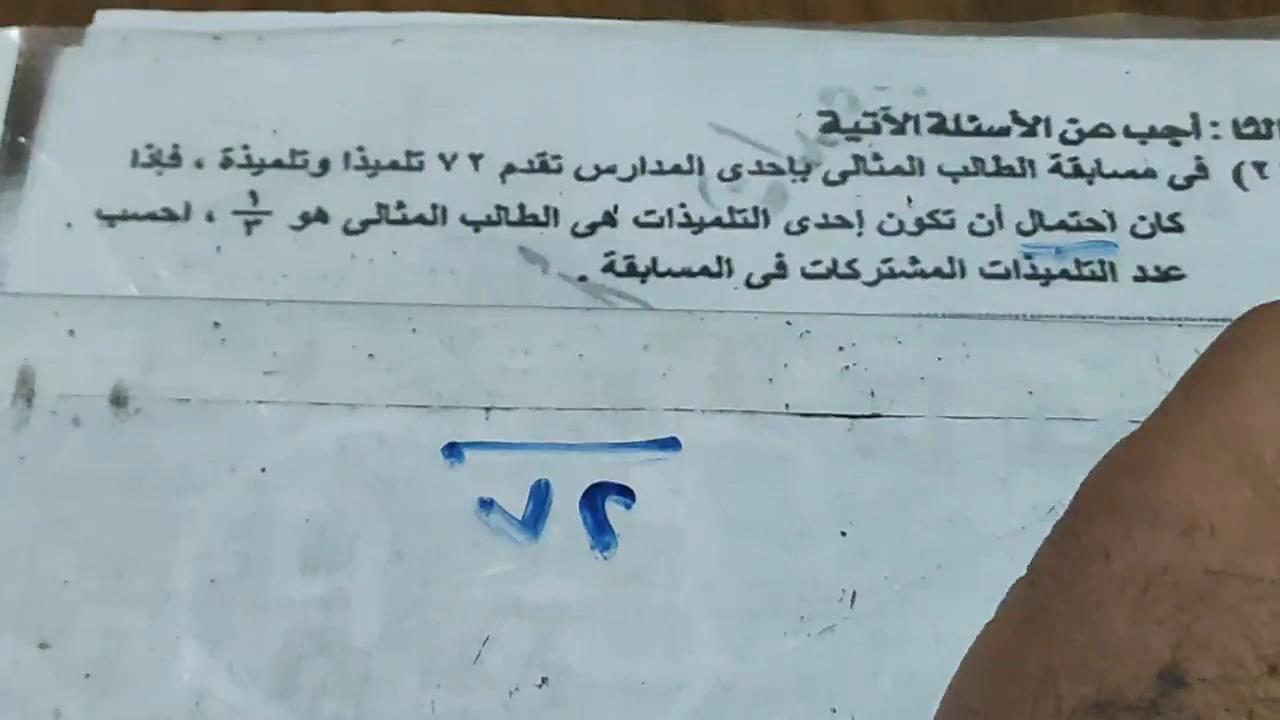 الثا : أجب عن الأسئلة الآتية
٢) فى مسابقة الطالب المثالى بإحدى المدارس تقدم ٧٢ تلميذا وتلميذة ، فإذا
كان احتمال أن تكون إحدى التلميذات هى الطالب المثالى هو ١/٣ ، احسب
عدد التلميذات المشتركات فى المسابقة .
٧٢